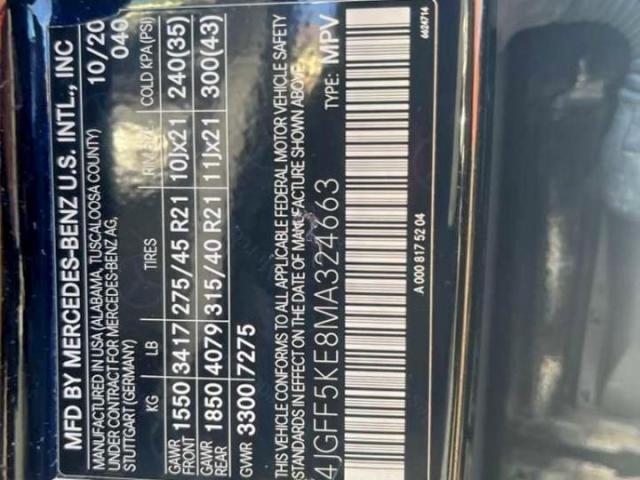 MFD BY MERCEDES-BENZ U.S. INTL., INC
MANUFACTURED IN USA (ALABAMA, TUSCALOOSA COUNTY) 10/20
UNDER CONTRACT FOR MERCEDES-BENZ AG, 040
STUTTGART (GERMANY)
KG LB TIRES RIM COLD KPA(PSI)
GAWR FRONT 1550 3417 275/45 R21 10Jx21 240(35)
GAWR REAR 1850 4079 315/40 R21 11Jx21 300(43)
GVWR 3300 7275
THIS VEHICLE CONFORMS TO ALL APPLICABLE FEDERAL MOTOR VEHICLE SAFETY
STANDARDS IN EFFECT ON THE DATE OF MANUFACTURE SHOWN ABOVE.
4JGFF5KE8MA324663 TYPE: MPV
A 000 817 52 04
6624714